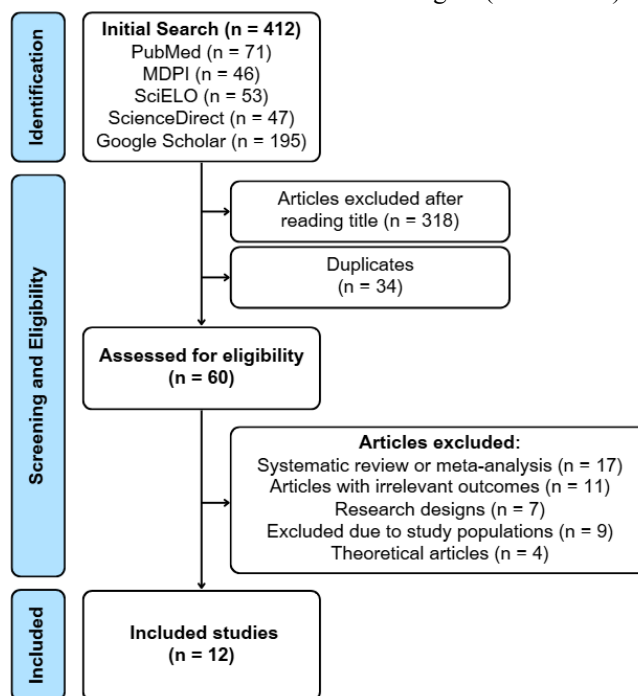 Identification
Initial Search (n = 412)
PubMed (n = 71)
MDPI (n = 46)
SciELO (n = 53)
ScienceDirect (n = 47)
Google Scholar (n = 195)
Screening and Eligibility
Articles excluded after
reading title (n = 318)
Duplicates
(n = 34)
Assessed for eligibility
(n = 60)
Articles excluded:
Systematic review or meta-analysis (n = 17)
Articles with irrelevant outcomes (n = 11)
Research designs (n = 7)
Excluded due to study populations (n = 9)
Theoretical articles (n = 4)
Included
Included studies
(n = 12)